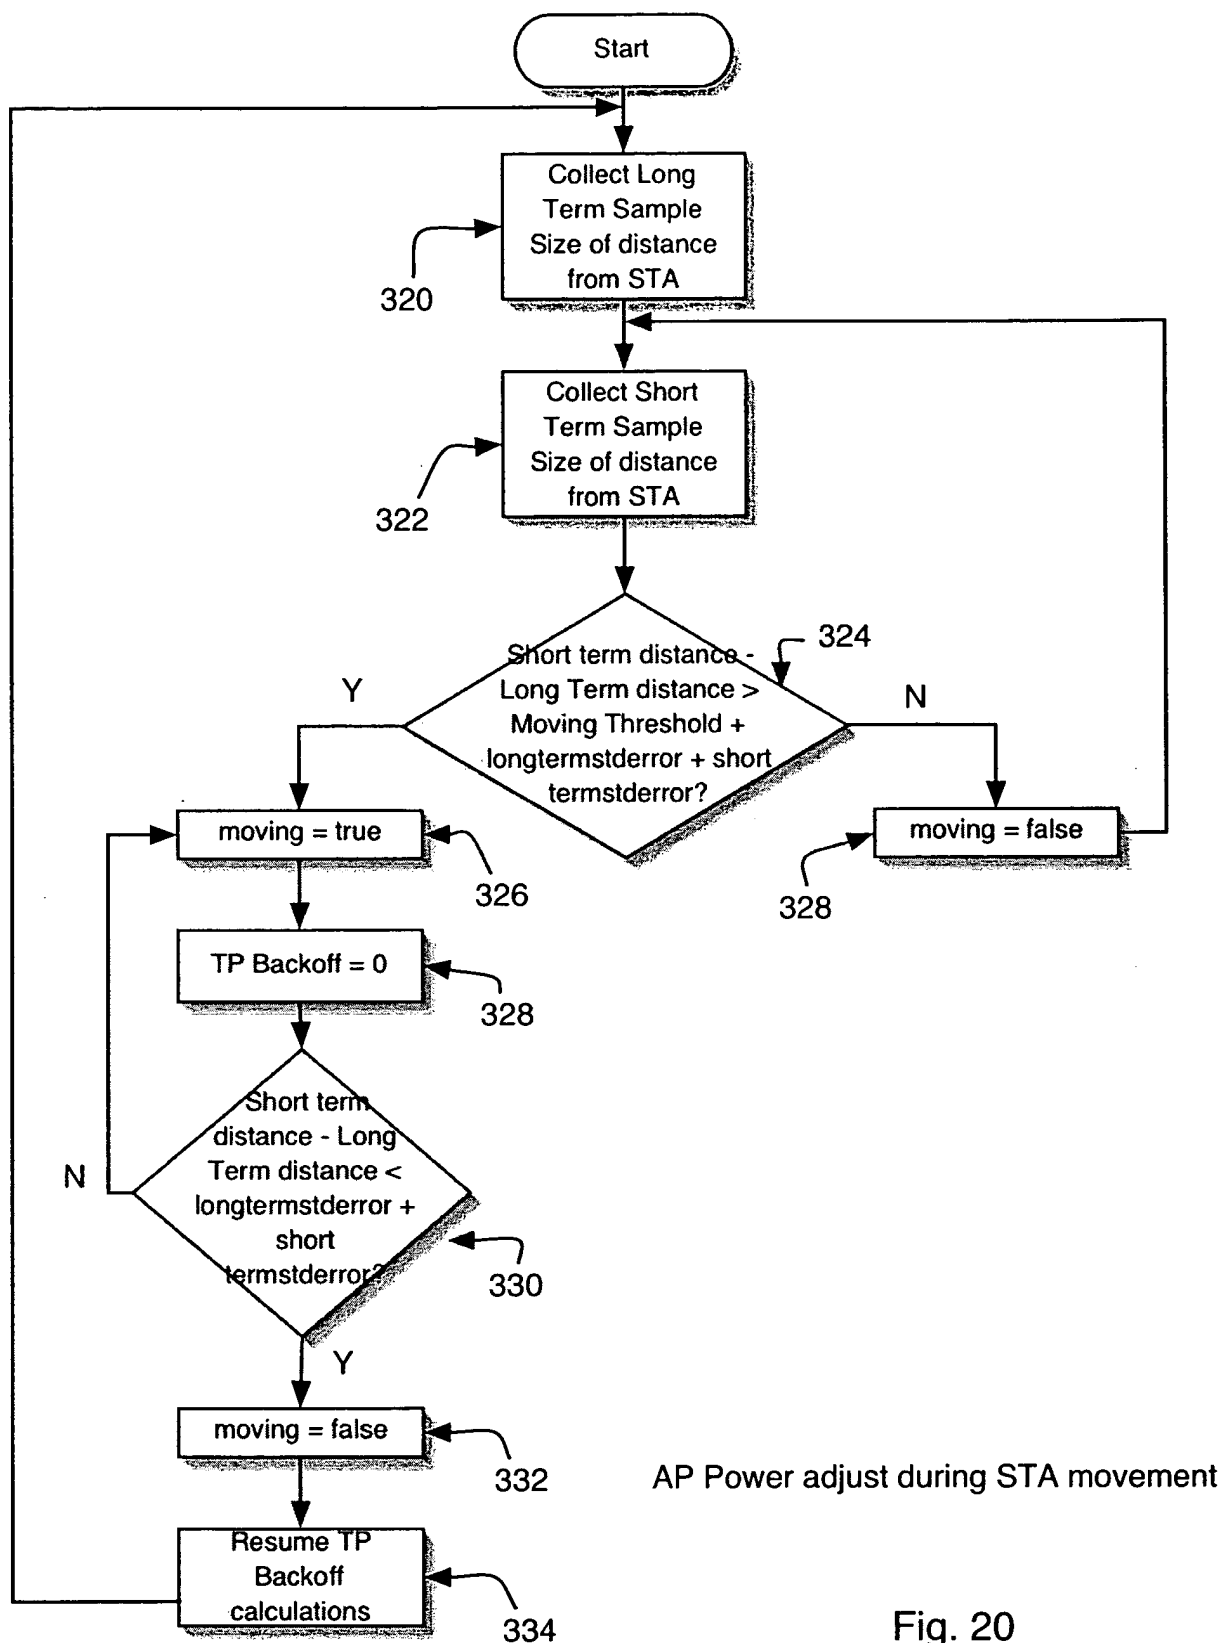 Start
Collect Long
Term Sample
Size of distance
from STA
320
Collect Short
Term Sample
Size of distance
from STA
322
Short term distance -
Long Term distance >
Moving Threshold +
longtermstderror + short
termstderror?
324
Y
N
moving = true
326
moving = false
328
TP Backoff = 0
328
Short term
distance - Long
Term distance <
longtermstderror +
short
termstderror?
N
330
Y
moving = false
332
Resume TP
Backoff
calculations
334
AP Power adjust during STA movement
Fig. 20